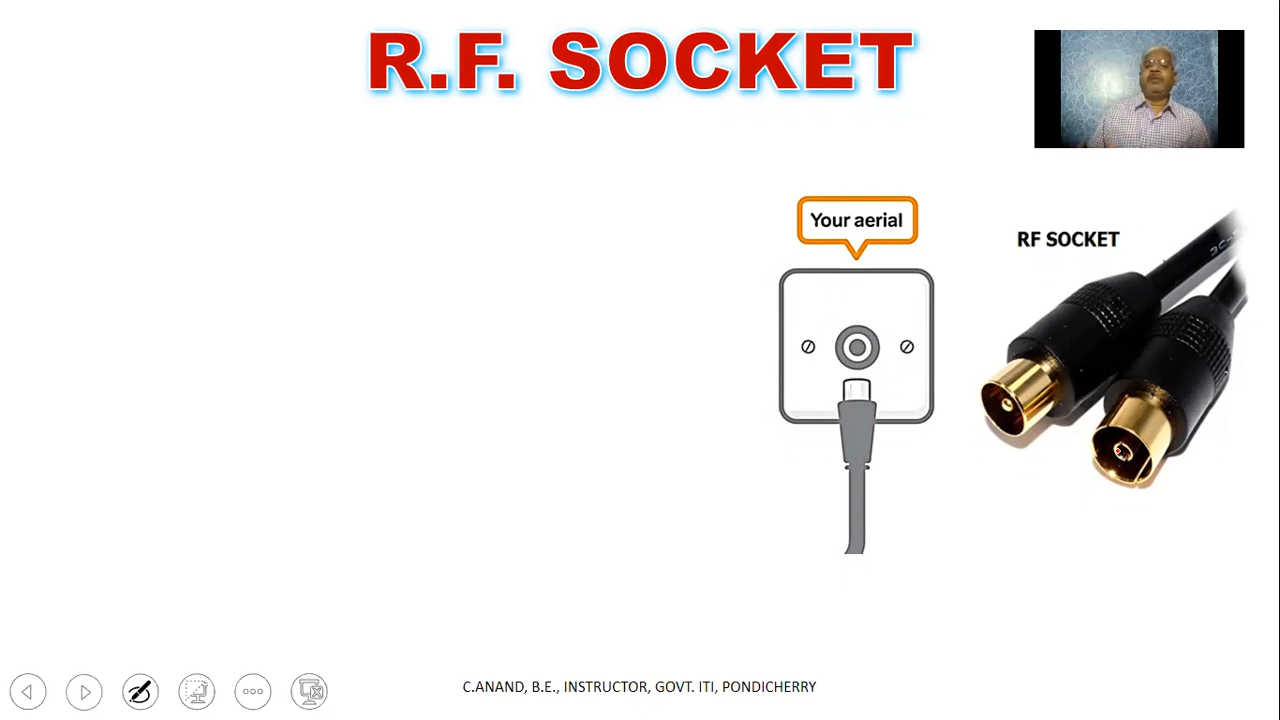 R.F. SOCKET
Your aerial
RF SOCKET
C.ANAND, B.E., INSTRUCTOR, GOVT. ITI, PONDICHERRY